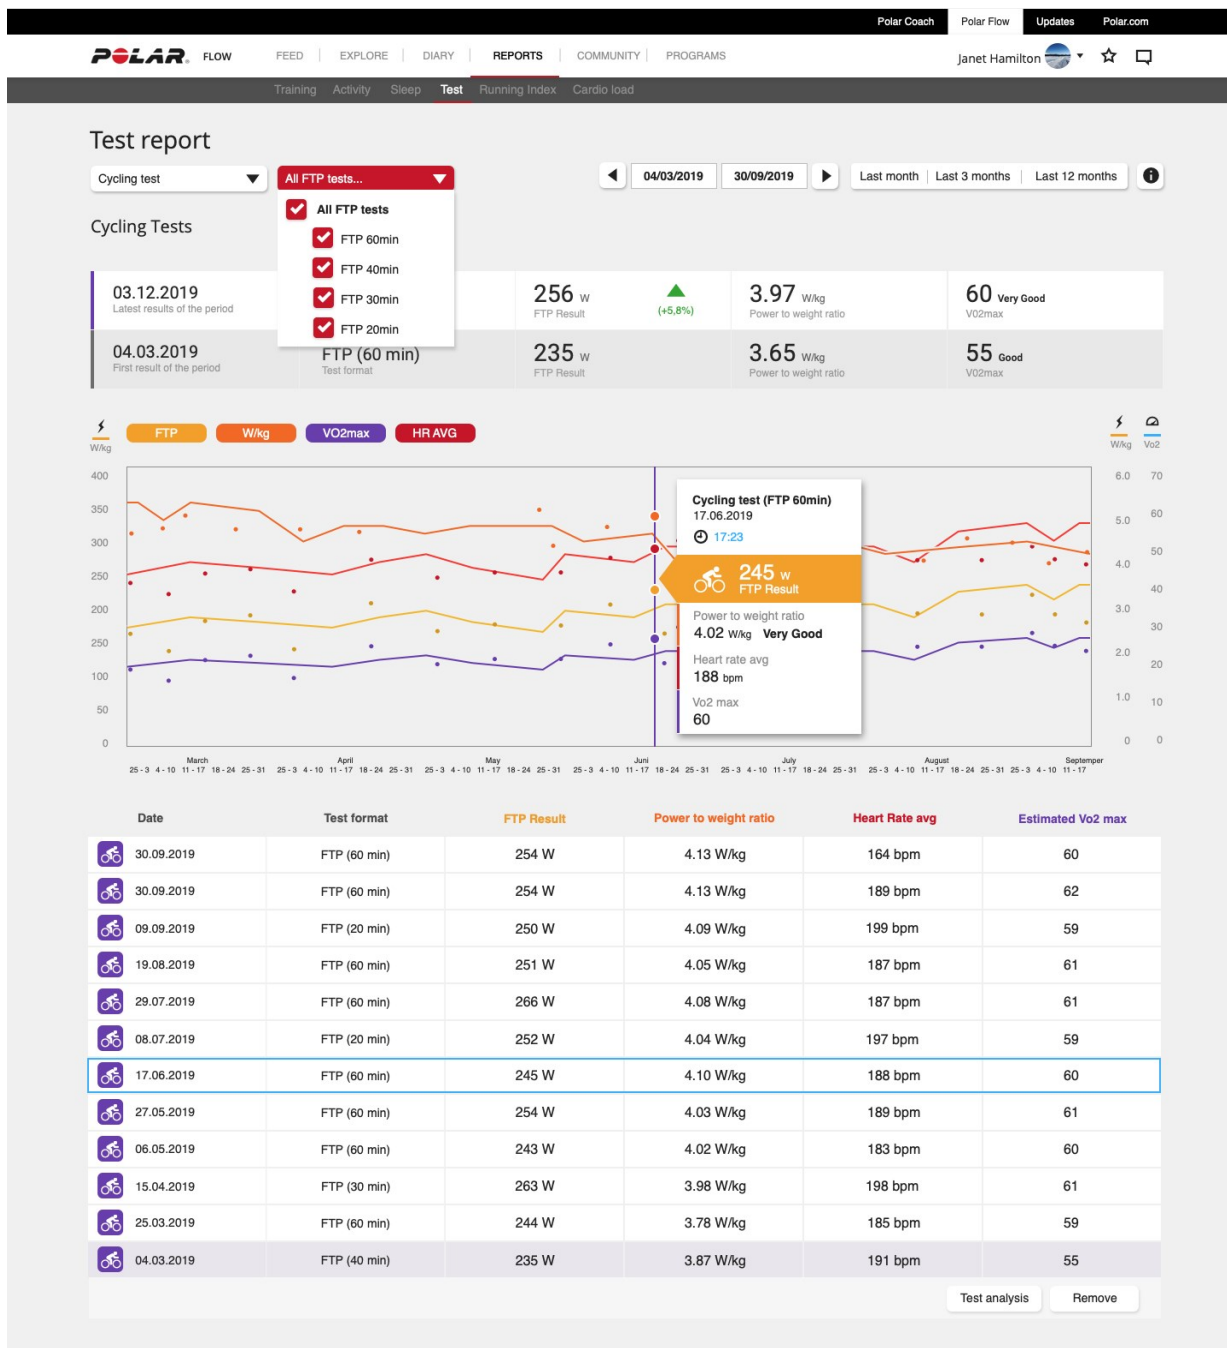 Polar Coach Polar Flow Updates Polar.com
POLAR. FLOW FEED EXPLORE DIARY REPORTS COMMUNITY PROGRAMS Janet Hamilton
Training Activity Sleep Test Running Index Cardio load
Test report
Cycling test All FTP tests... 04/03/2019 30/09/2019 Last month Last 3 months Last 12 months
All FTP tests
Cycling Tests
FTP 60min
FTP 40min
FTP 30min
FTP 20min
03.12.2019 256 W 3.97 W/kg 60 Very Good
Latest results of the period FTP Result (+5,8%) Power to weight ratio V02max
04.03.2019 FTP (60 min) 235 W 3.65 W/kg 55 Good
First result of the period Test format FTP Result Power to weight ratio V02max
FTP W/kg VO2max HR AVG
W/kg W/kg Vo2
400 6.0 70
350 5.0 60
300 50
250 4.0 40
200 3.0 30
250 2.0
100 20
50 1.0 10
0 0 0
Cycling test (FTP 60min)
17.06.2019
17:23
245 W
FTP Result
Power to weight ratio
4.02 W/kg Very Good
Heart rate avg
188 bpm
Vo2 max
60
March April May Juni July August Septemper
25 - 3 4 - 10 11 - 17 18 - 24 25 - 31 25 - 3 4 - 10 11 - 17 18 - 24 25 - 31 25 - 3 4 - 10 11 - 17 18 - 24 25 - 31 25 - 3 4 - 10 11 - 17 18 - 24 25 - 31 25 - 3 4 - 10 11 - 17 18 - 24 25 - 31 25 - 3 4 - 10 11 - 17 18 - 24 25 - 31 25 - 3 4 - 10 11 - 17
Date Test format FTP Result Power to weight ratio Heart Rate avg Estimated Vo2 max
30.09.2019 FTP (60 min) 254 W 4.13 W/kg 164 bpm 60
30.09.2019 FTP (60 min) 254 W 4.13 W/kg 189 bpm 62
09.09.2019 FTP (20 min) 250 W 4.09 W/kg 199 bpm 59
19.08.2019 FTP (60 min) 251 W 4.05 W/kg 187 bpm 61
29.07.2019 FTP (60 min) 266 W 4.08 W/kg 187 bpm 61
08.07.2019 FTP (20 min) 252 W 4.04 W/kg 197 bpm 59
17.06.2019 FTP (60 min) 245 W 4.10 W/kg 188 bpm 60
27.05.2019 FTP (60 min) 254 W 4.03 W/kg 189 bpm 61
06.05.2019 FTP (60 min) 243 W 4.02 W/kg 183 bpm 60
15.04.2019 FTP (30 min) 263 W 3.98 W/kg 198 bpm 61
25.03.2019 FTP (60 min) 244 W 3.78 W/kg 185 bpm 59
04.03.2019 FTP (40 min) 235 W 3.87 W/kg 191 bpm 55
Test analysis Remove